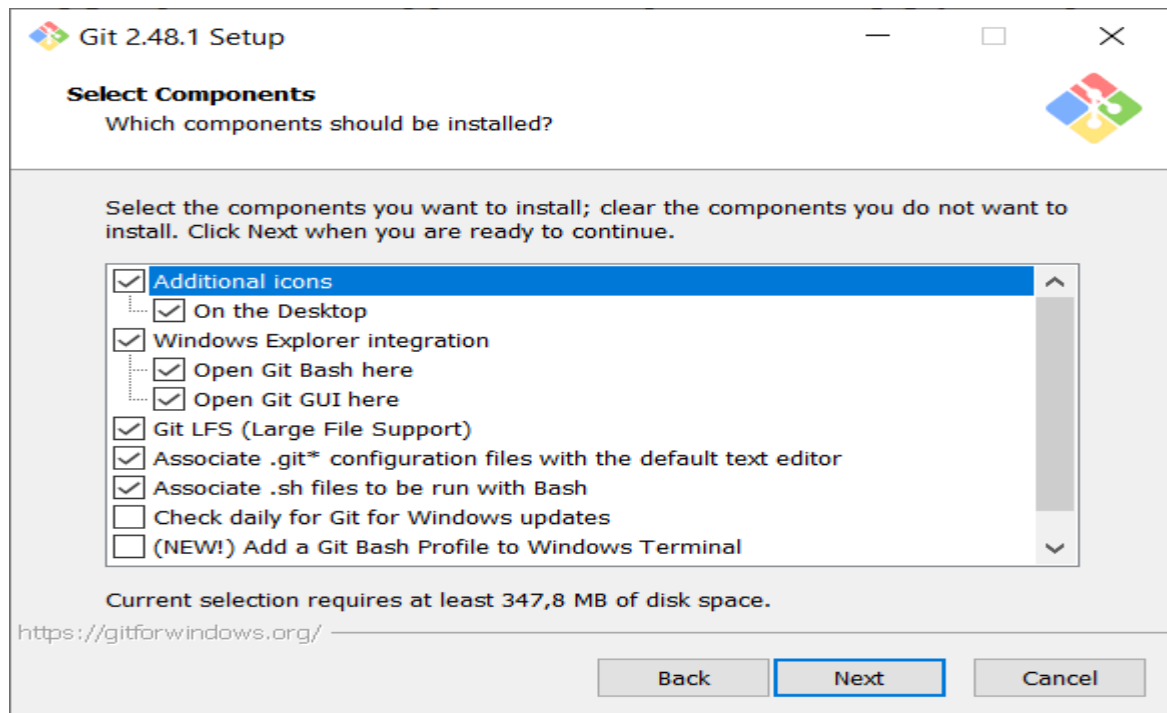 Git 2.48.1 Setup
Select Components
Which components should be installed?
Select the components you want to install; clear the components you do not want to
install. Click Next when you are ready to continue.
Additional icons
On the Desktop
Windows Explorer integration
Open Git Bash here
Open Git GUI here
Git LFS (Large File Support)
Associate .git* configuration files with the default text editor
Associate .sh files to be run with Bash
Check daily for Git for Windows updates
(NEW!) Add a Git Bash Profile to Windows Terminal
Current selection requires at least 347,8 MB of disk space.
https://gitforwindows.org/
Back Next Cancel